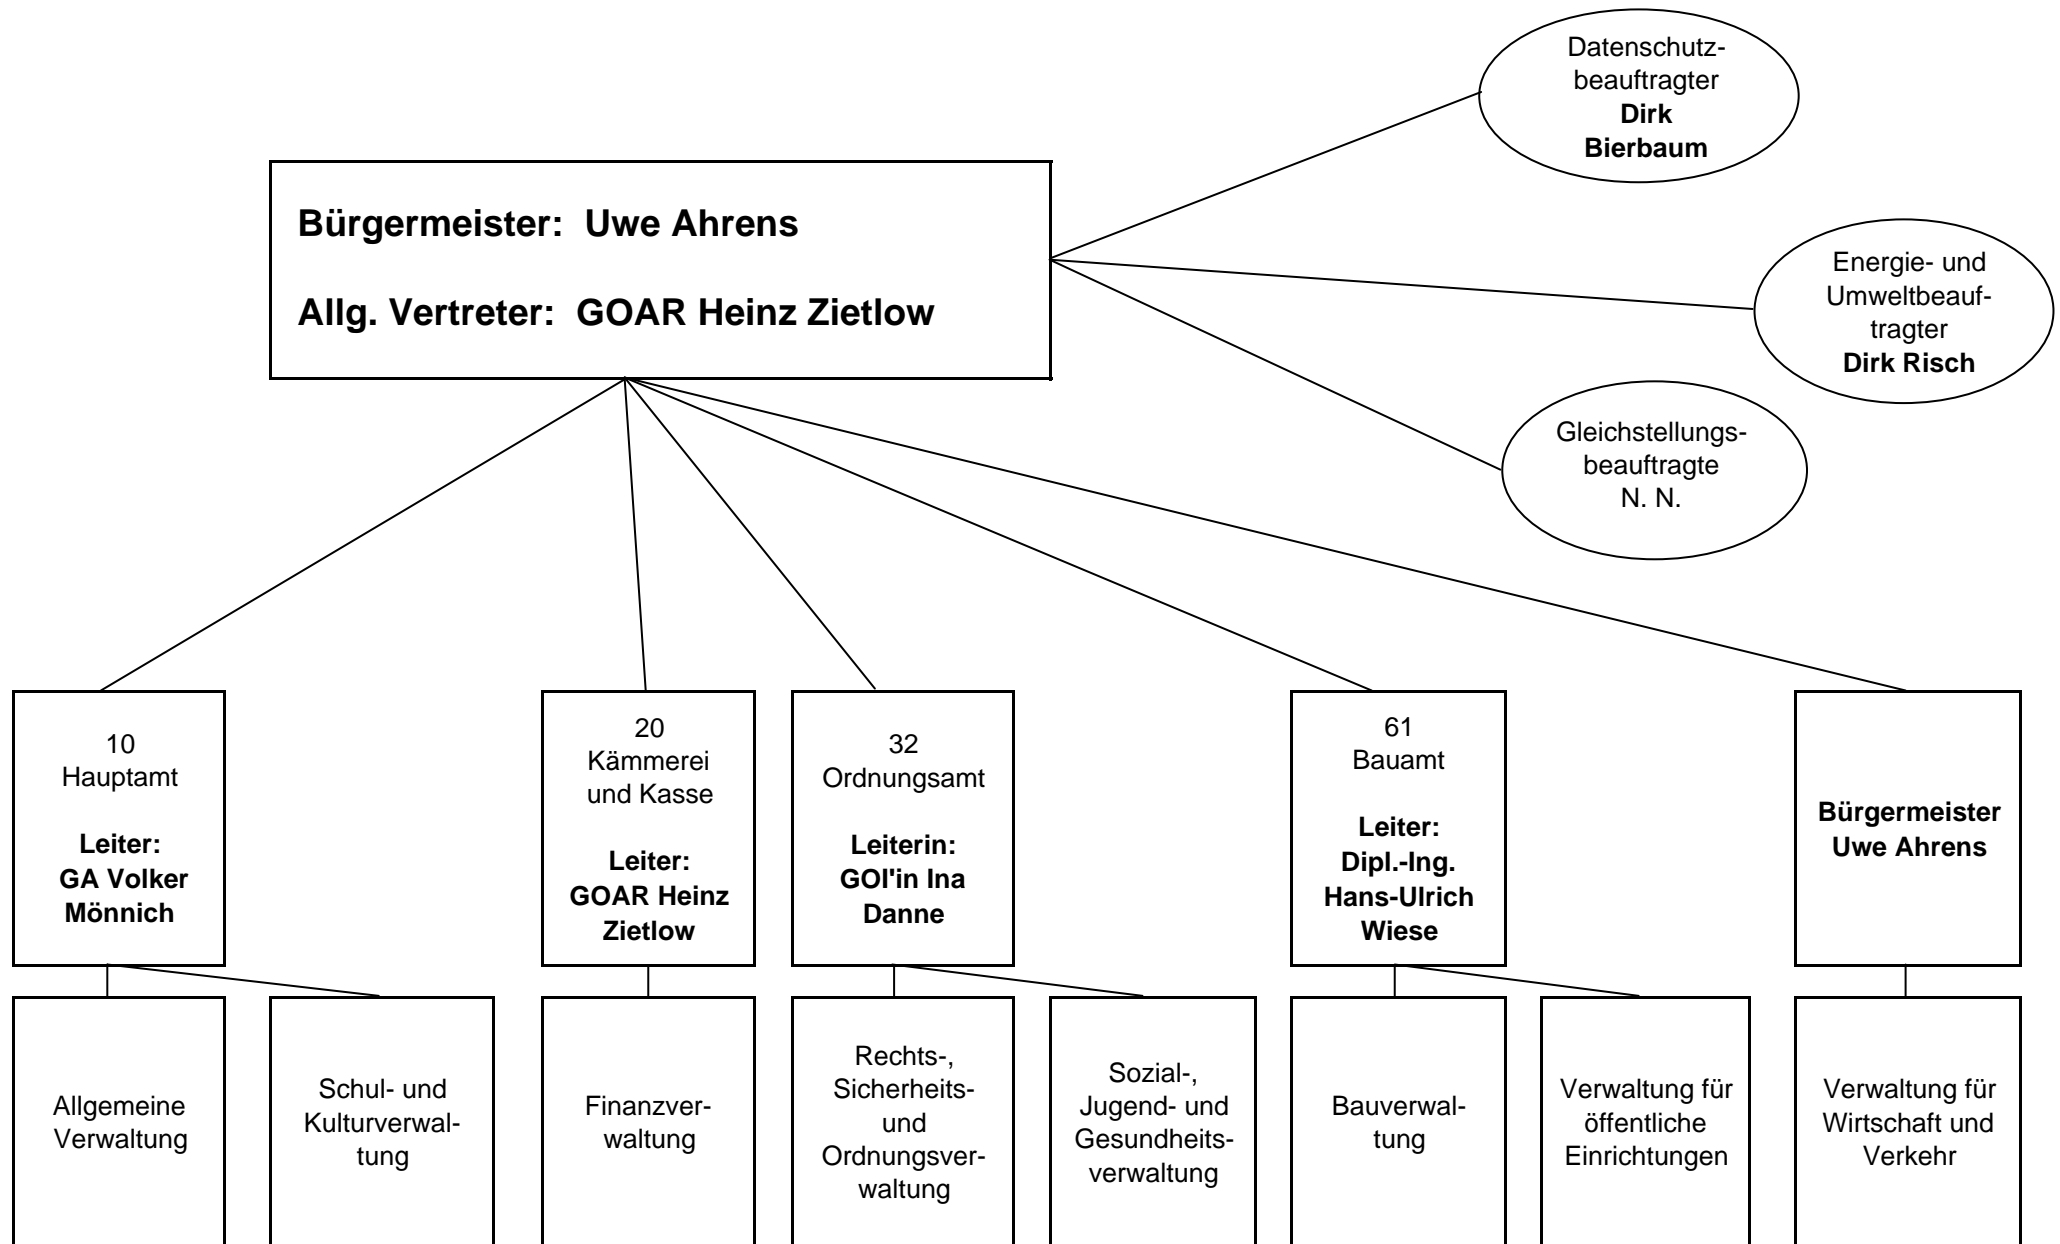 Datenschutz-
beauftragter
Dirk
Bierbaum
Bürgermeister: Uwe Ahrens
Allg. Vertreter: GOAR Heinz Zietlow
Energie- und
Umweltbeauf-
tragter
Dirk Risch
Gleichstellungs-
beauftragte
N. N.
10
Hauptamt
Leiter:
GA Volker
Mönnich
20
Kämmerei
und Kasse
Leiter:
GOAR Heinz
Zietlow
32
Ordnungsamt
Leiterin:
GOI'in Ina
Danne
61
Bauamt
Leiter:
Dipl.-Ing.
Hans-Ulrich
Wiese
Bürgermeister
Uwe Ahrens
Allgemeine
Verwaltung
Schul- und
Kulturverwal-
tung
Finanzver-
waltung
Rechts-,
Sicherheits-
und
Ordnungsver-
waltung
Sozial-,
Jugend- und
Gesundheits-
verwaltung
Bauverwal-
tung
Verwaltung für
öffentliche
Einrichtungen
Verwaltung für
Wirtschaft und
Verkehr